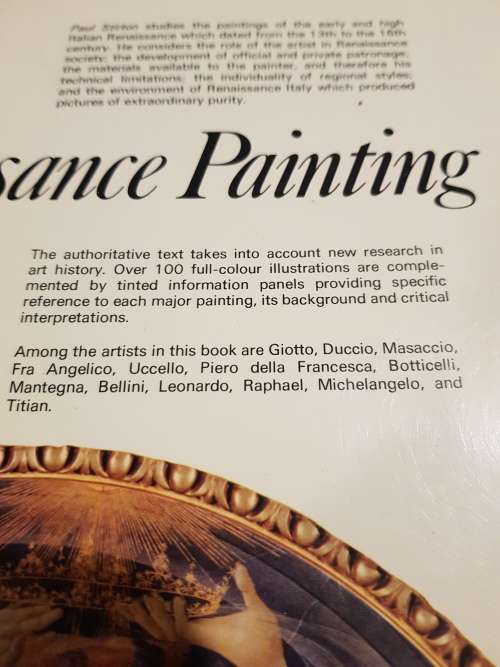 Paul studies the paintings of the early and high
Italian Renaissance which dated from the 13th to the 16th
century. He considers the role of the artist in Renaissance
society; the development of official and private patronage;
the materials available to the painter, and therefore his
technical limitations; the individuality of regional styles;
and the environment of Renaissance Italy which produced
pictures of extraordinary purity.
sance Painting
The authoritative text takes into account new research in
art history. Over 100 full-colour illustrations are comple-
mented by tinted information panels providing specific
reference to each major painting, its background and critical
interpretations.
Among the artists in this book are Giotto, Duccio, Masaccio,
Fra Angelico, Uccello, Piero della Francesca, Botticelli,
Mantegna, Bellini, Leonardo, Raphael, Michelangelo, and
Titian.